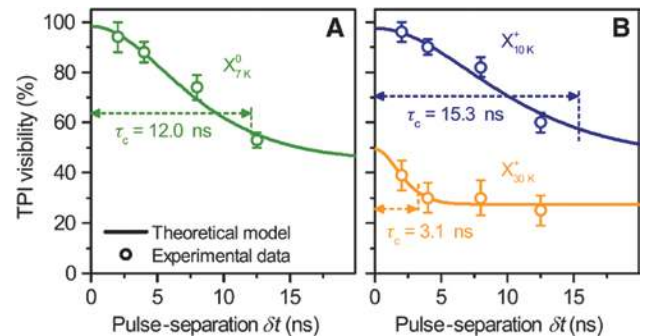 A
B
X⁰₇ K
X⁺₁₀ K
X⁺₃₀ K
τc = 12.0 ns
τc = 15.3 ns
τc = 3.1 ns
Theoretical model
Experimental data
TPI visibility (%)
100
80
60
40
20
0
0 5 10 15
0 5 10 15
Pulse-separation δt (ns)
Pulse-separation δt (ns)